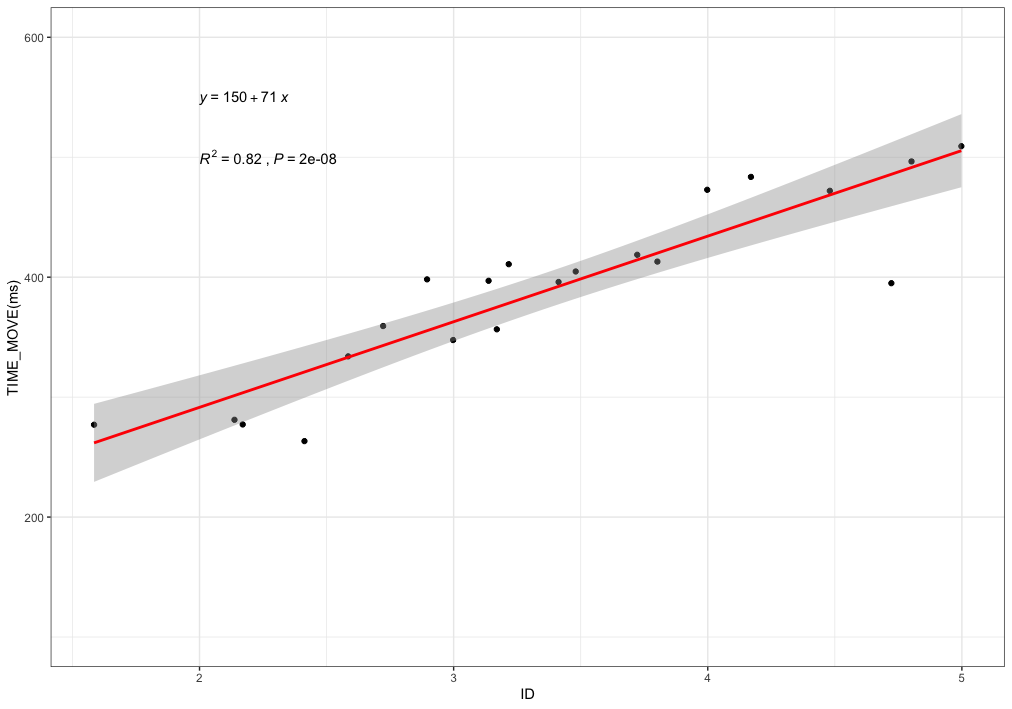 600
y = 150 + 71 x
R² = 0.82 , P = 2e-08
400
TIME_MOVE(ms)
200
2 3 4 5
ID